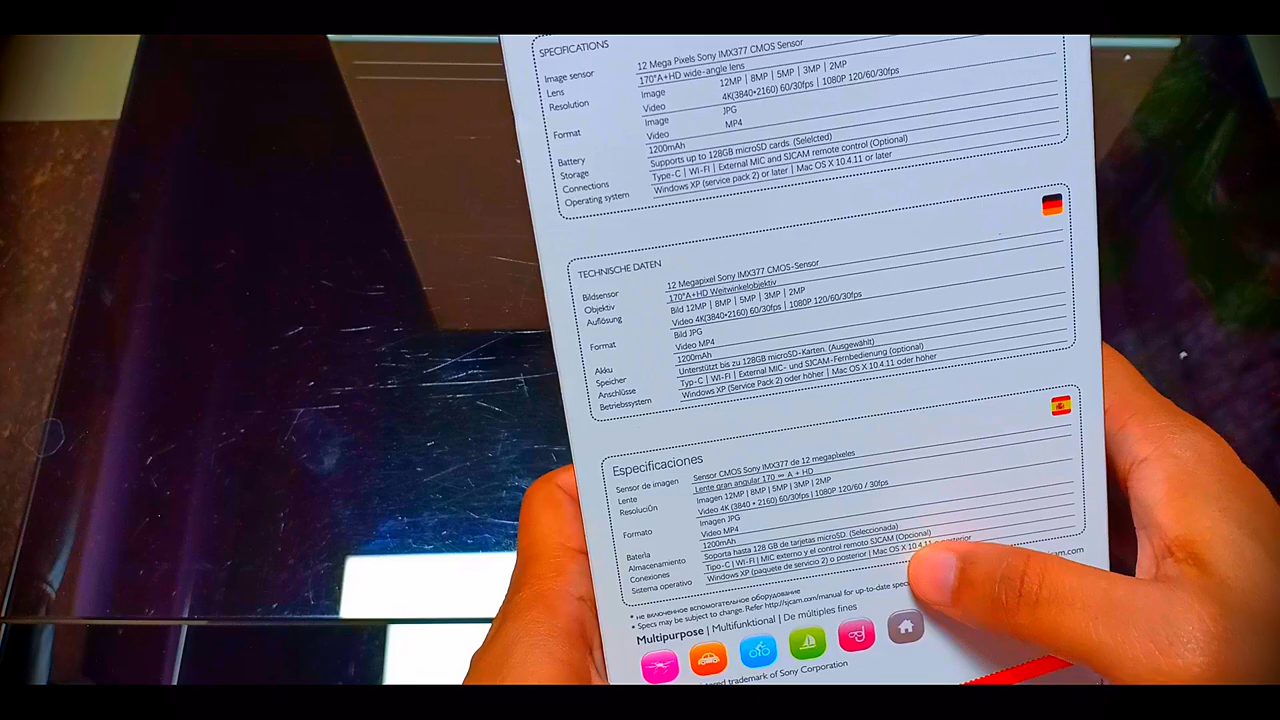 SPECIFICATIONS
Image sensor 12 Mega Pixels Sony IMX377 CMOS Sensor
Lens 170°A+HD wide-angle lens
Resolution Image 12MP | 8MP | 5MP | 3MP | 2MP
Video 4K(3840*2160) 60/30fps | 1080P 120/60/30fps
Format Image JPG
Video MP4
Battery 1200mAh
Storage Supports up to 128GB microSD cards. (Selelcted)
Connections Type-C | WI-FI | External MIC and SJCAM remote control (Optional)
Operating system Windows XP (service pack 2) or later | Mac OS X 10.4.11 or later
TECHNISCHE DATEN
Bildsensor 12 Megapixel Sony IMX377 CMOS-Sensor
Objektiv 170°A+HD Weitwinkelobjektiv
Auflösung Bild 12MP | 8MP | 5MP | 3MP | 2MP
Video 4K(3840*2160) 60/30fps | 1080P 120/60/30fps
Format Bild JPG
Video MP4
Akku 1200mAh
Speicher Unterstützt bis zu 128GB microSD-Karten. (Ausgewählt)
Anschlüsse Typ-C | WI-FI | External MIC- und SJCAM-Fernbedienung (optional)
Betriebssystem Windows XP (Service Pack 2) oder höher | Mac OS X 10.4.11 oder höher
Especificaciones
Sensor de imagen Sensor CMOS Sony IMX377 de 12 megapíxeles
Lente Lente gran angular 170 ∞ A + HD
ResoluciÛn Imagen 12MP | 8MP | 5MP | 3MP | 2MP
Video 4K (3840 * 2160) 60/30fps | 1080P 120/60 / 30fps
Formato Imagen JPG
Video MP4
Batería 1200mAh
Almacenamiento Soporta hasta 128 GB de tarjetas microSD. (Seleccionada)
Conexiones Tipo-C | WI-FI | MIC externo y el control remoto SJCAM (Opcional)
Sistema operativo Windows XP (paquete de servicio 2) o posterior | Mac OS X 10.4.11 o posterior
* не включенное вспомогательное оборудование
* Specs may be subject to change. Refer http://sjcam.com/manual for up-to-date
sjcam.com
Multipurpose | Multifunktional | De múltiples fines
trademark of Sony Corporation